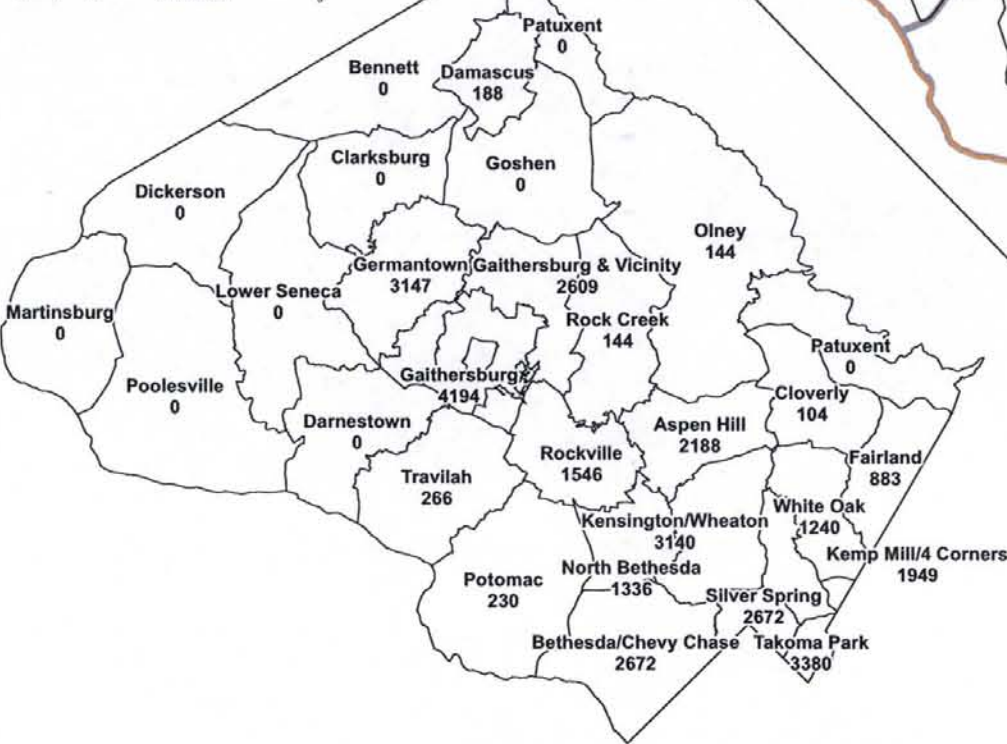 Patuxent
0
Bennett
0
Damascus
188
Clarksburg
0
Goshen
0
Dickerson
0
Olney
144
Germantown
3147
Gaithersburg & Vicinity
2609
Lower Seneca
0
Martinsburg
0
Rock Creek
144
Patuxent
0
Poolesville
0
Gaithersburg
4194
Cloverly
104
Darnestown
0
Aspen Hill
2188
Rockville
1546
Fairland
883
Travilah
266
White Oak
1240
Kensington/Wheaton
3140
Kemp Mill/4 Corners
1949
North Bethesda
1336
Potomac
230
Silver Spring
2672
Bethesda/Chevy Chase
2672
Takoma Park
3380